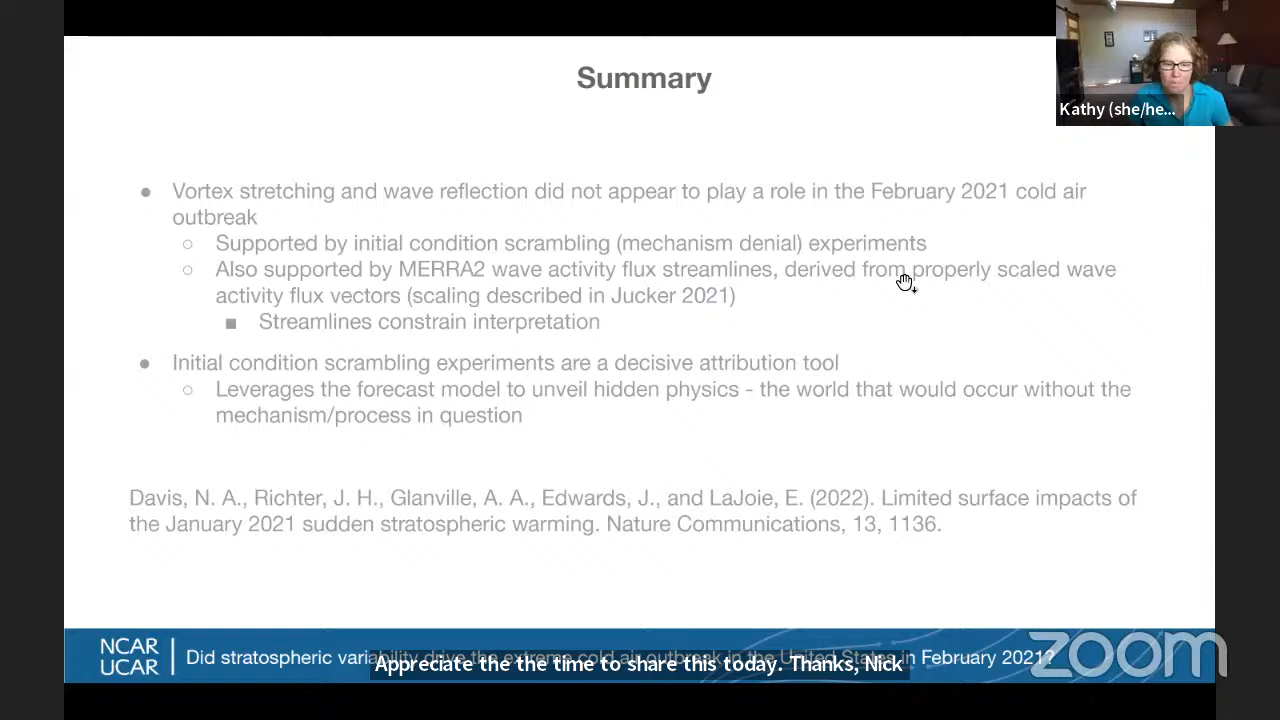 Summary
Kathy (she/he...
● Vortex stretching and wave reflection did not appear to play a role in the February 2021 cold air
outbreak
○ Supported by initial condition scrambling (mechanism denial) experiments
○ Also supported by MERRA2 wave activity flux streamlines, derived from properly scaled wave
activity flux vectors (scaling described in Jucker 2021)
■ Streamlines constrain interpretation
● Initial condition scrambling experiments are a decisive attribution tool
○ Leverages the forecast model to unveil hidden physics - the world that would occur without the
mechanism/process in question
Davis, N. A., Richter, J. H., Glanville, A. A., Edwards, J., and LaJoie, E. (2022). Limited surface impacts of
the January 2021 sudden stratospheric warming. Nature Communications, 13, 1136.
NCAR
UCAR
Did stratospheric variability drive the extreme cold air outbreak in the United States in February 2021?
Appreciate the the time to share this today. Thanks, Nick
zoom